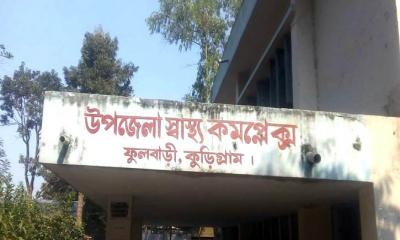 উপজেলা স্বাস্থ্য কমপ্লেক্স
ফুলবাড়ী, কুড়িগ্রাম ।